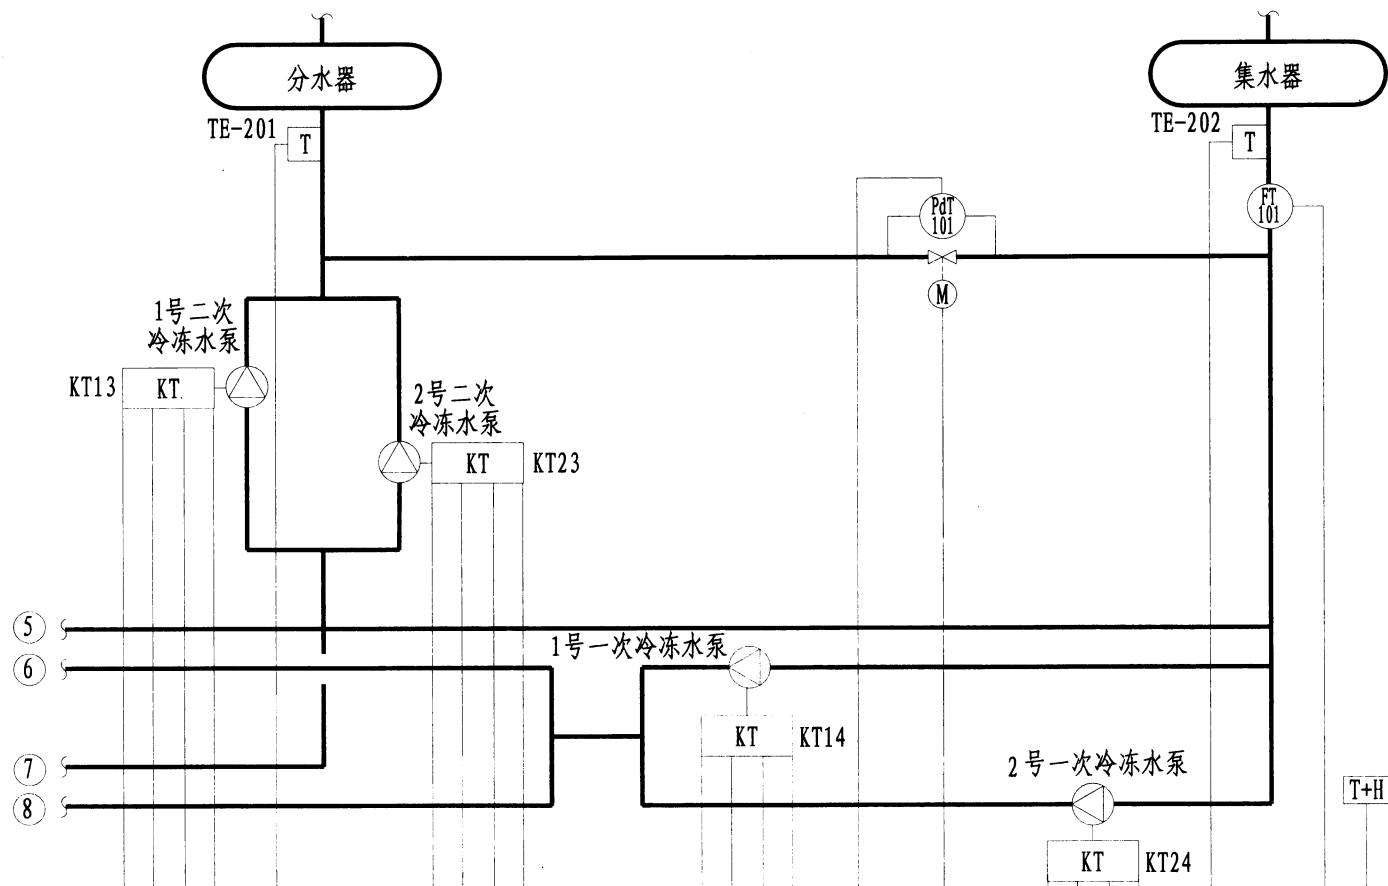 分水器
集水器
TE-201
T
TE-202
T
PdT
101
FT
101
M
1号二次
冷冻水泵
KT13
KT
2号二次
冷冻水泵
KT
KT23
5
1号一次冷冻水泵
6
KT
KT14
7
2号一次冷冻水泵
8
T+H
KT
KT24